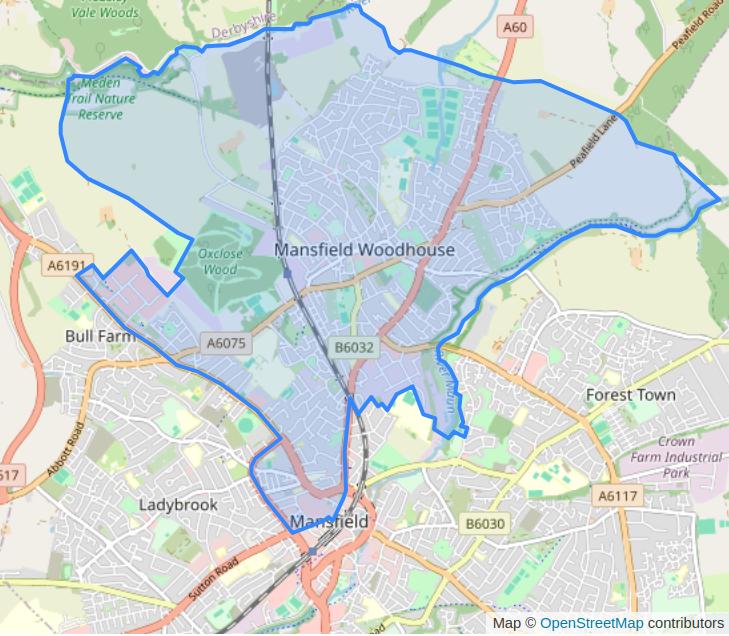 Vale Woods
Derbyshire
A60
Peafield Road
Meden
Trail Nature
Reserve
Peafield Lane
Oxclose
Wood
Mansfield Woodhouse
A6191
Bull Farm
A6075
B6032
River Maun
Forest Town
Abbott Road
Crown
Farm Industrial
Park
617
Ladybrook
A6117
Mansfield
B6030
Sutton Road
Map © OpenStreetMap contributors